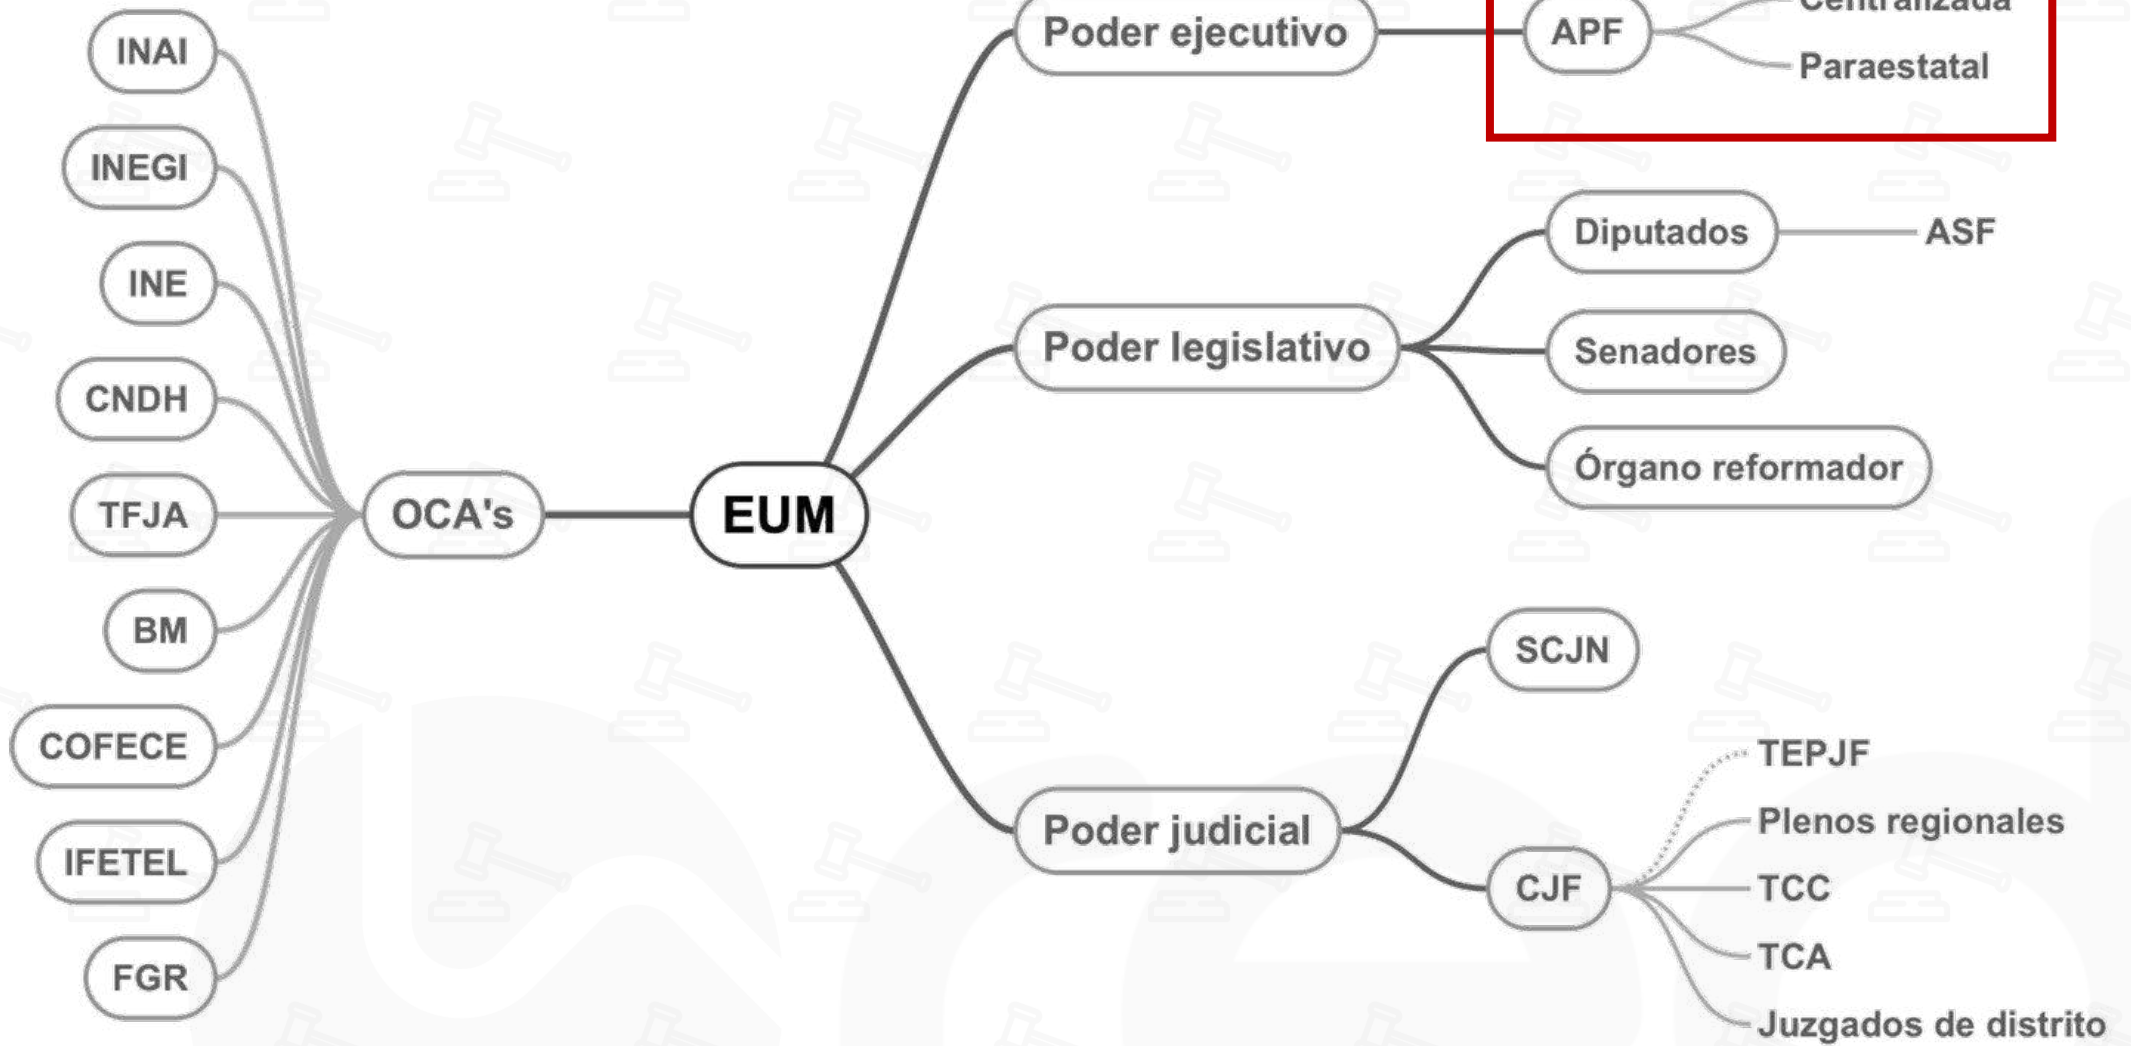 INAI
INEGI
INE
CNDH
TFJA
BM
COFECE
IFETEL
FGR
OCA's
EUM
Poder ejecutivo
APF
Centralizada
Paraestatal
Poder legislativo
Diputados
ASF
Senadores
Órgano reformador
Poder judicial
SCJN
CJF
TEPJF
Plenos regionales
TCC
TCA
Juzgados de distrito